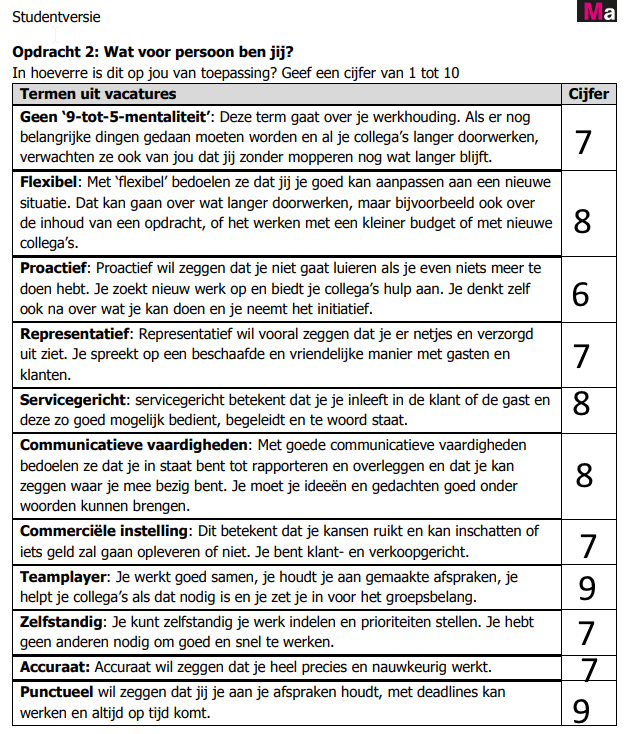 Studentversie
Ma
Opdracht 2: Wat voor persoon ben jij?
In hoeverre is dit op jou van toepassing? Geef een cijfer van 1 tot 10
Termen uit vacatures Cijfer
Geen ‘9-tot-5-mentaliteit’: Deze term gaat over je werkhouding. Als er nog
belangrijke dingen gedaan moeten worden en al je collega’s langer doorwerken,
verwachten ze ook van jou dat jij zonder mopperen nog wat langer blijft.
7
Flexibel: Met ‘flexibel’ bedoelen ze dat jij je goed kan aanpassen aan een nieuwe
situatie. Dat kan gaan over wat langer doorwerken, maar bijvoorbeeld ook over
de inhoud van een opdracht, of het werken met een kleiner budget of met nieuwe
collega’s.
8
Proactief: Proactief wil zeggen dat je niet gaat luieren als je even niets meer te
doen hebt. Je zoekt nieuw werk op en biedt je collega’s hulp aan. Je denkt zelf
ook na over wat je kan doen en je neemt het initiatief.
6
Representatief: Representatief wil vooral zeggen dat je er netjes en verzorgd
uit ziet. Je spreekt op een beschaafde en vriendelijke manier met gasten en
klanten.
7
Servicegericht: servicegericht betekent dat je je inleeft in de klant of de gast en
deze zo goed mogelijk bedient, begeleidt en te woord staat.
8
Communicatieve vaardigheden: Met goede communicatieve vaardigheden
bedoelen ze dat je in staat bent tot rapporteren en overleggen en dat je kan
zeggen waar je mee bezig bent. Je moet je ideeën en gedachten goed onder
woorden kunnen brengen.
8
Commerciële instelling: Dit betekent dat je kansen ruikt en kan inschatten of
iets geld zal gaan opleveren of niet. Je bent klant- en verkoopgericht.
7
Teamplayer: Je werkt goed samen, je houdt je aan gemaakte afspraken, je
helpt je collega’s als dat nodig is en je zet je in voor het groepsbelang.
9
Zelfstandig: Je kunt zelfstandig je werk indelen en prioriteiten stellen. Je hebt
geen anderen nodig om goed en snel te werken.
7
Accuraat: Accuraat wil zeggen dat je heel precies en nauwkeurig werkt.
7
Punctueel wil zeggen dat jij je aan je afspraken houdt, met deadlines kan
werken en altijd op tijd komt.
9